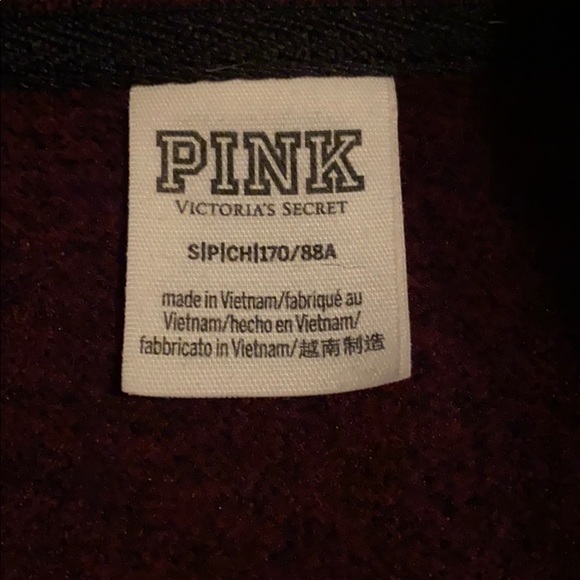 PINK
VICTORIA'S SECRET
S|P|CH|170/88A
made in Vietnam/fabriqué au
Vietnam/hecho en Vietnam/
fabbricato in Vietnam/越南制造